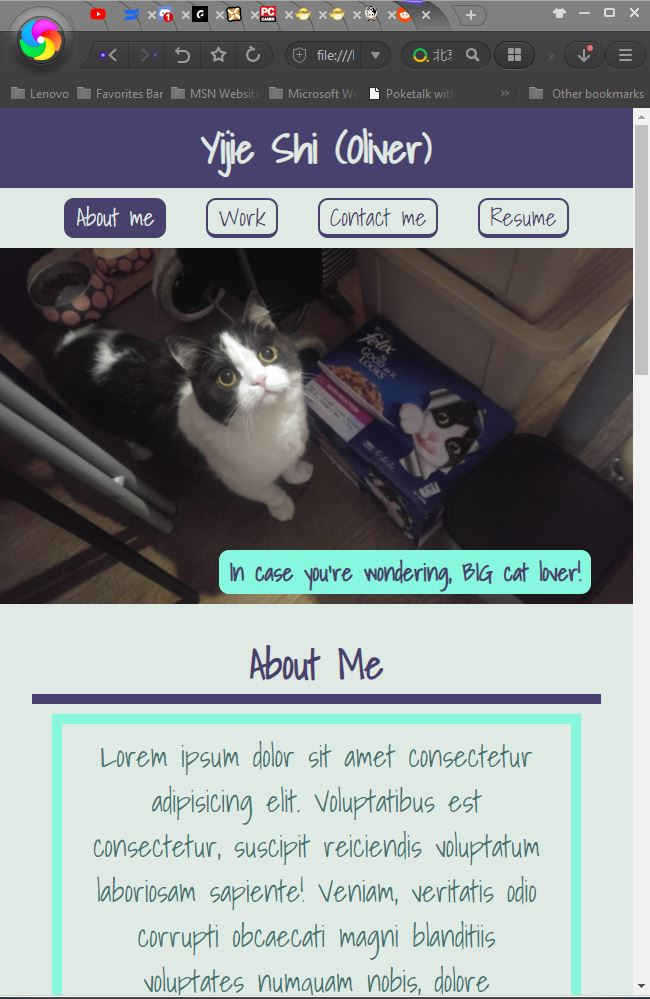 file:///
北京
Lenovo Favorites Bar MSN Website Microsoft We Poketalk with Other bookmarks
Yijie Shi (Oliver)
About me Work Contact me Resume
felix
AS GOOD AS IT LOOKS
In case you're wondering, BIG cat lover!
About Me
Lorem ipsum dolor sit amet consectetur
adipisicing elit. Voluptatibus est
consectetur, suscipit reiciendis voluptatum
laboriosam sapiente! Veniam, veritatis odio
corrupti obcaecati magni blanditiis
voluptates numquam nobis, dolore